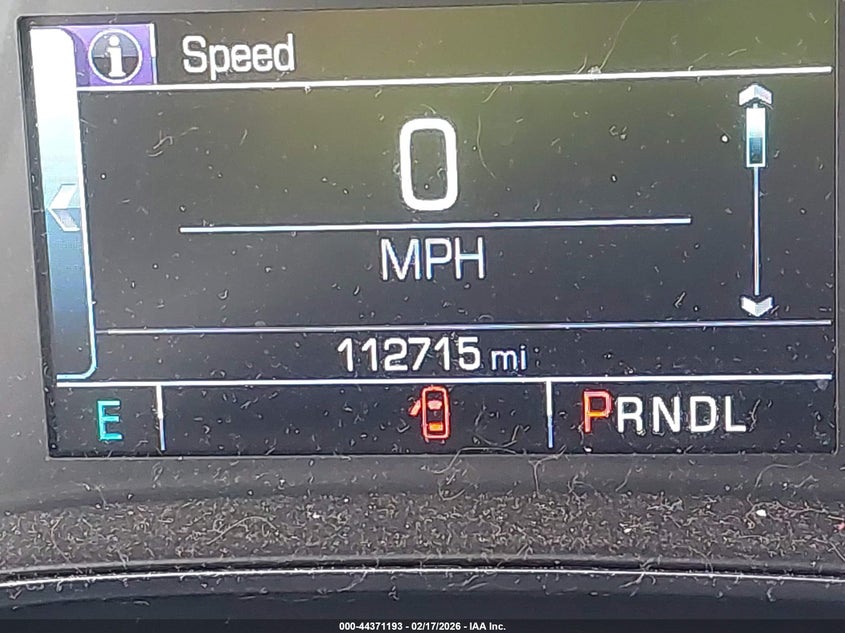 i Speed
0
MPH
112715 mi
E PRNDL
000-44371193 - 02/17/2026 - IAA Inc.